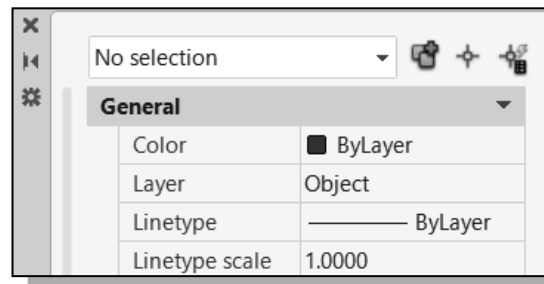 No selection
General
Color ByLayer
Layer Object
Linetype ByLayer
Linetype scale 1.0000